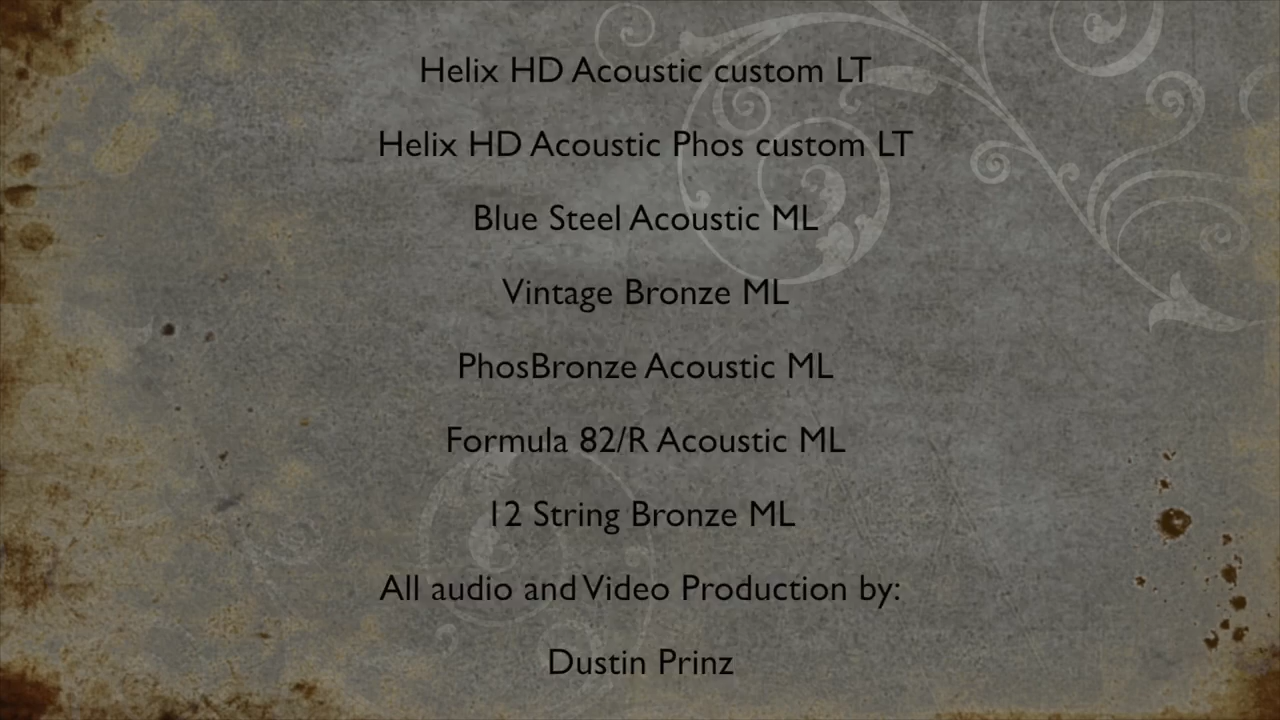 Helix HD Acoustic custom LT
Helix HD Acoustic Phos custom LT
Blue Steel Acoustic ML
Vintage Bronze ML
PhosBronze Acoustic ML
Formula 82/R Acoustic ML
12 String Bronze ML
All audio and Video Production by:
Dustin Prinz